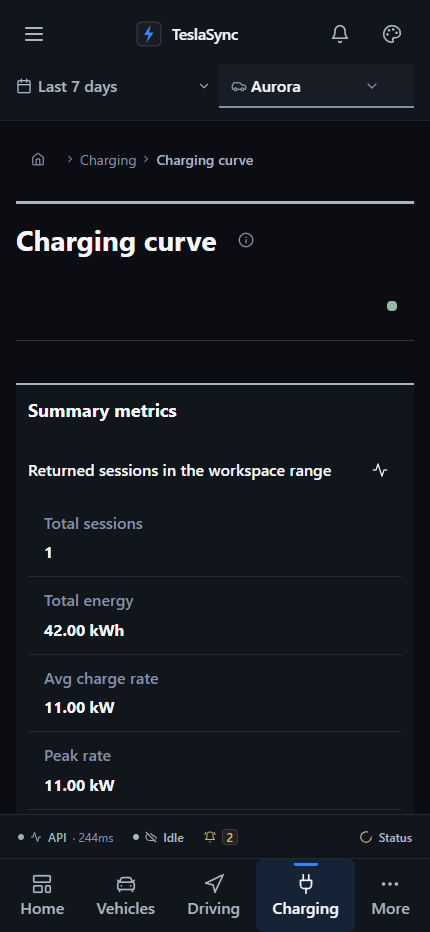 TeslaSync
Last 7 days
Aurora
Charging
Charging curve
Charging curve
Summary metrics
Returned sessions in the workspace range
Total sessions
1
Total energy
42.00 kWh
Avg charge rate
11.00 kW
Peak rate
11.00 kW
API · 244ms
Idle
2
Status
Home
Vehicles
Driving
Charging
More